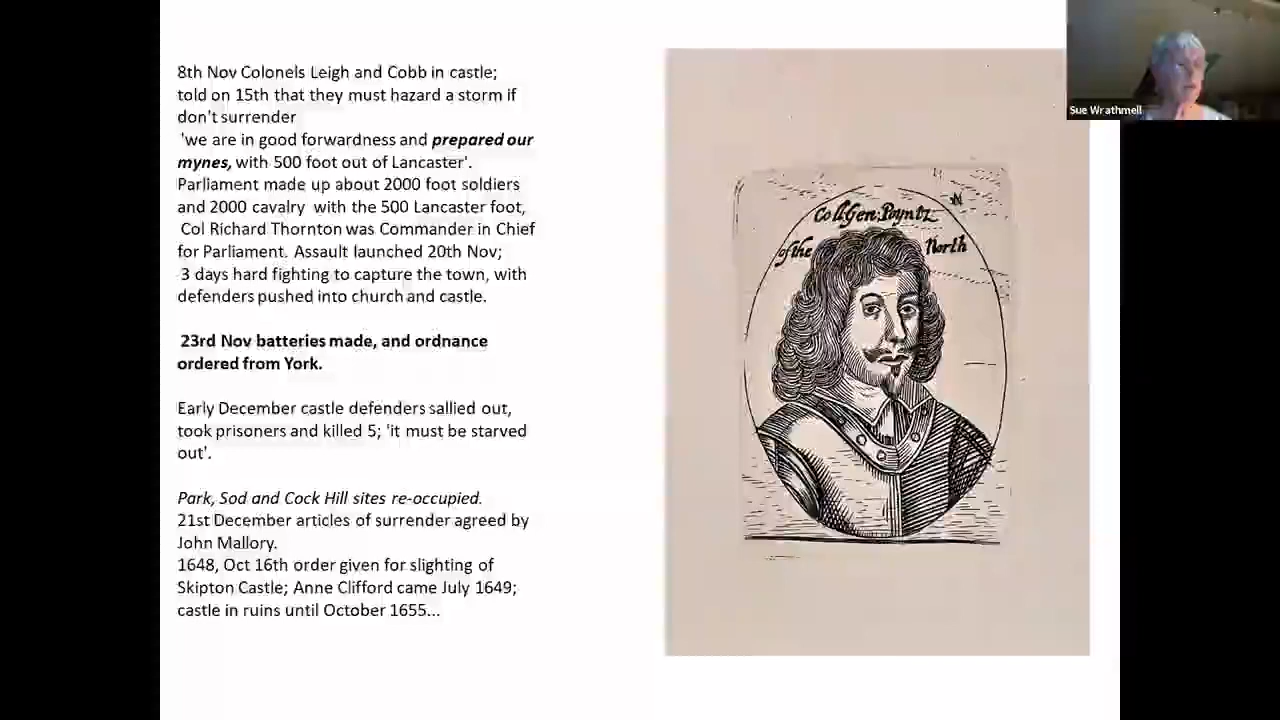 8th Nov Colonels Leigh and Cobb in castle;
told on 15th that they must hazard a storm if
don't surrender
'we are in good forwardness and prepared our
mynes, with 500 foot out of Lancaster'.
Parliament made up about 2000 foot soldiers
and 2000 cavalry with the 500 Lancaster foot,
Col Richard Thornton was Commander in Chief
for Parliament. Assault launched 20th Nov;
3 days hard fighting to capture the town, with
defenders pushed into church and castle.
23rd Nov batteries made, and ordnance
ordered from York.
Early December castle defenders sallied out,
took prisoners and killed 5; 'it must be starved
out'.
Park, Sod and Cock Hill sites re-occupied.
21st December articles of surrender agreed by
John Mallory.
1648, Oct 16th order given for slighting of
Skipton Castle; Anne Clifford came July 1649;
castle in ruins until October 1655...
Coll Gen: Poyntz
of the North
Sue Wrathmell